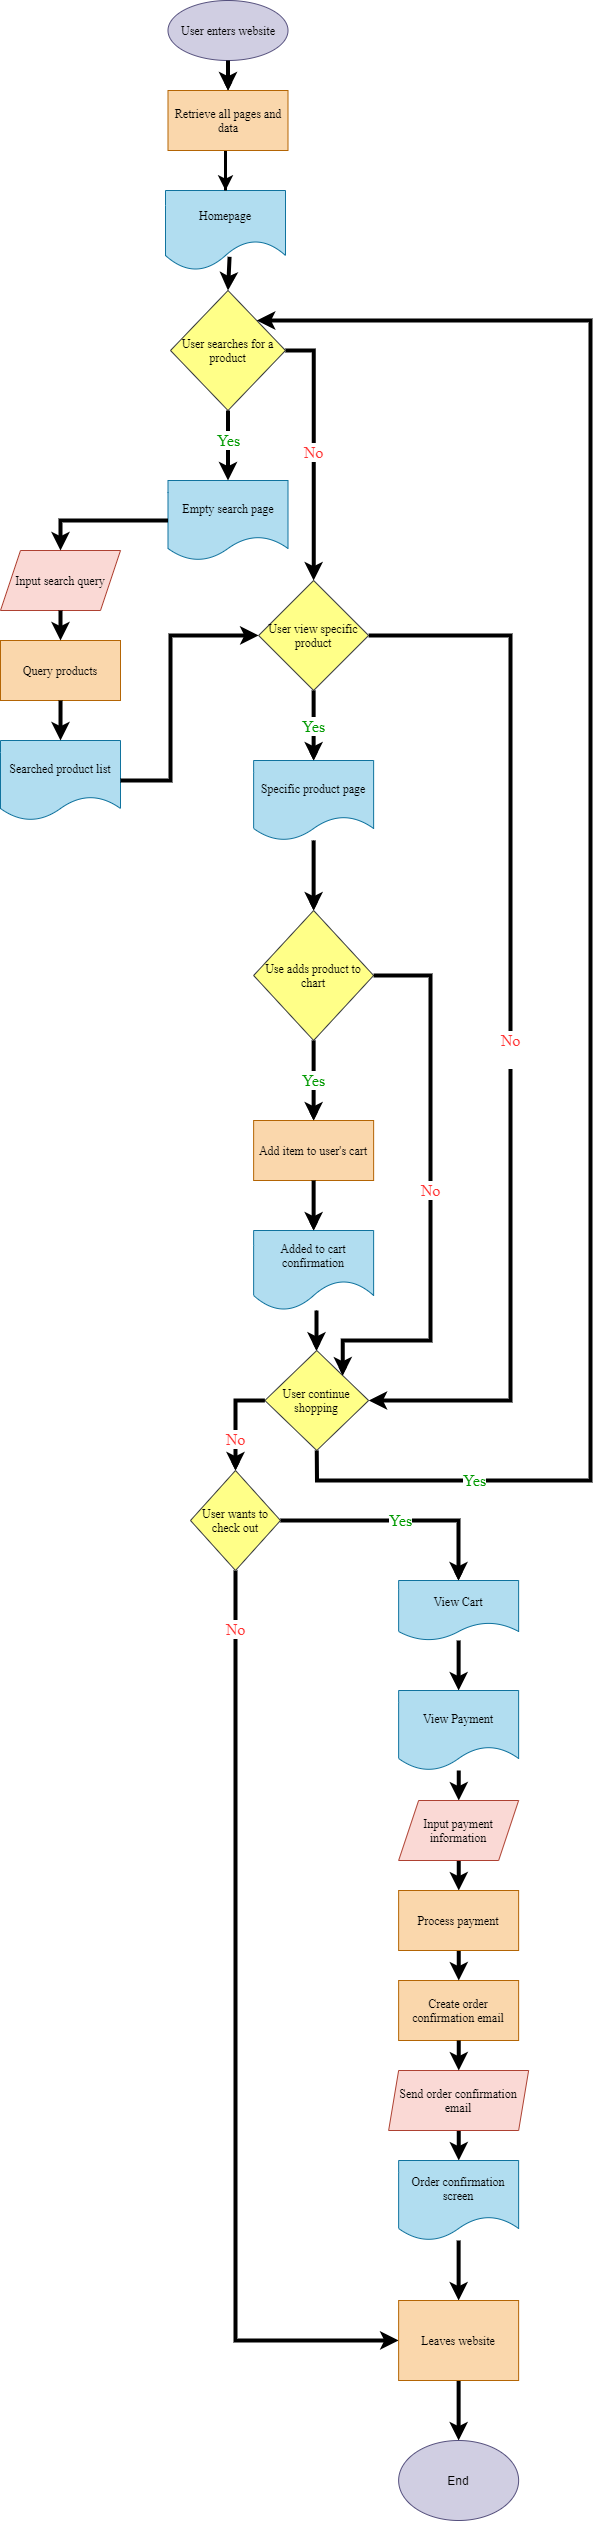 User enters website
Retrieve all pages and
data
Homepage
User searches for a
product
Yes
No
Empty search page
Input search query
Query products
Searched product list
User view specific
product
Yes
No
Specific product page
Use adds product to
chart
Yes
No
Add item to user's cart
Added to cart
confirmation
User continue
shopping
No
Yes
User wants to
check out
Yes
No
View Cart
View Payment
Input payment
information
Process payment
Create order
confirmation email
Send order confirmation
email
Order confirmation
screen
Leaves website
End